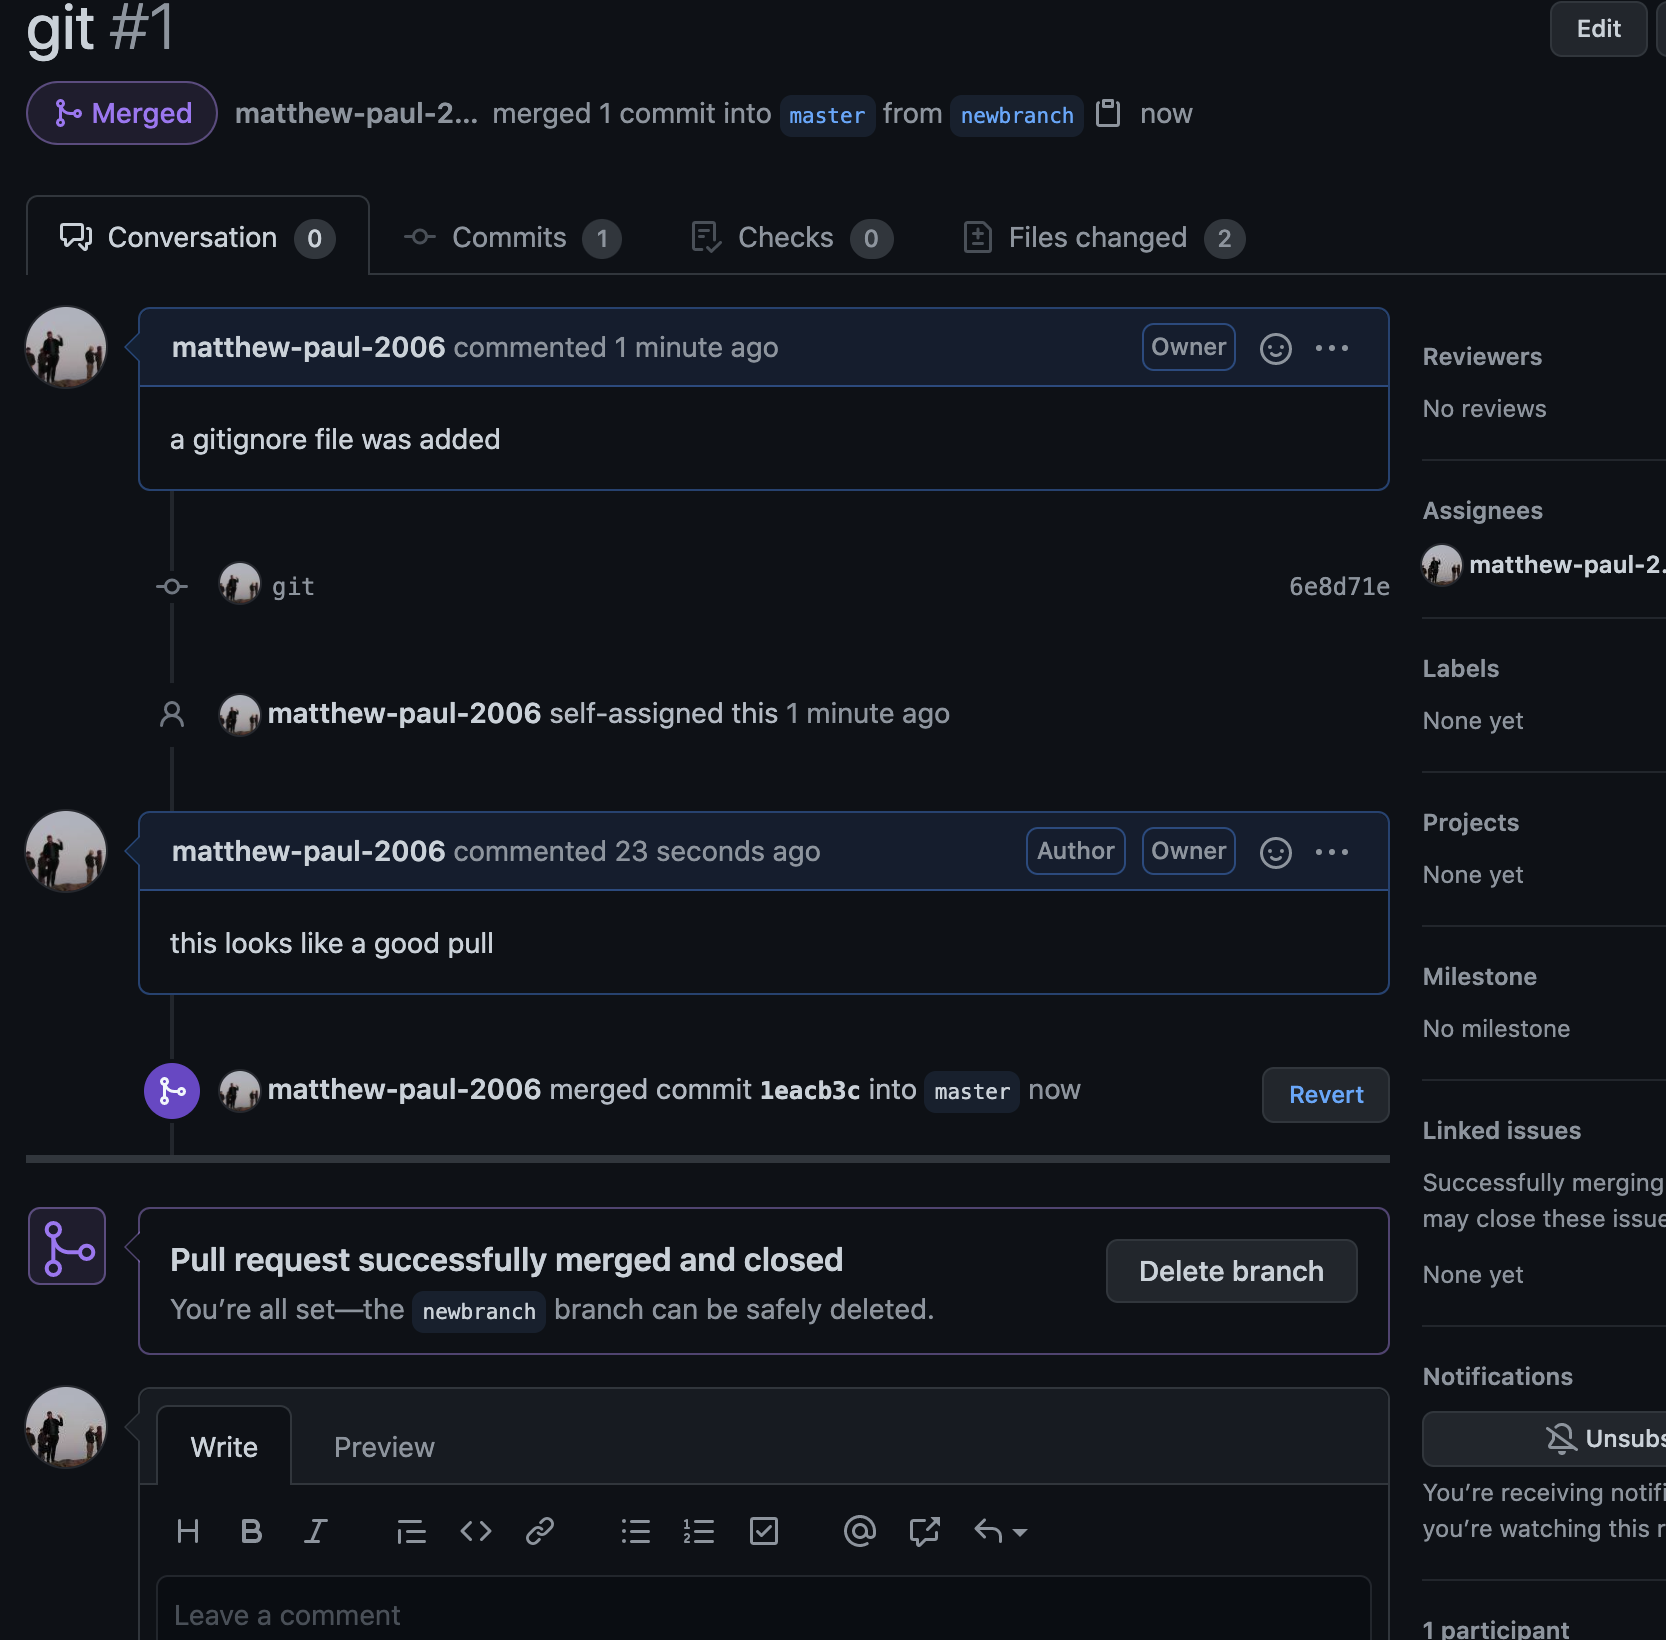 git #1
Edit
Merged matthew-paul-2... merged 1 commit into master from newbranch now
Conversation 0 Commits 1 Checks 0 Files changed 2
matthew-paul-2006 commented 1 minute ago Owner
a gitignore file was added
git 6e8d71e
matthew-paul-2006 self-assigned this 1 minute ago
matthew-paul-2006 commented 23 seconds ago Author Owner
this looks like a good pull
matthew-paul-2006 merged commit 1eacb3c into master now Revert
Pull request successfully merged and closed
You’re all set—the newbranch branch can be safely deleted.
Delete branch
Write Preview
H B I
Leave a comment
Reviewers
No reviews
Assignees
matthew-paul-2.
Labels
None yet
Projects
None yet
Milestone
No milestone
Linked issues
Successfully merging
may close these issue
None yet
Notifications
Unsubs
You’re receiving notifi
you’re watching this r
1 participant